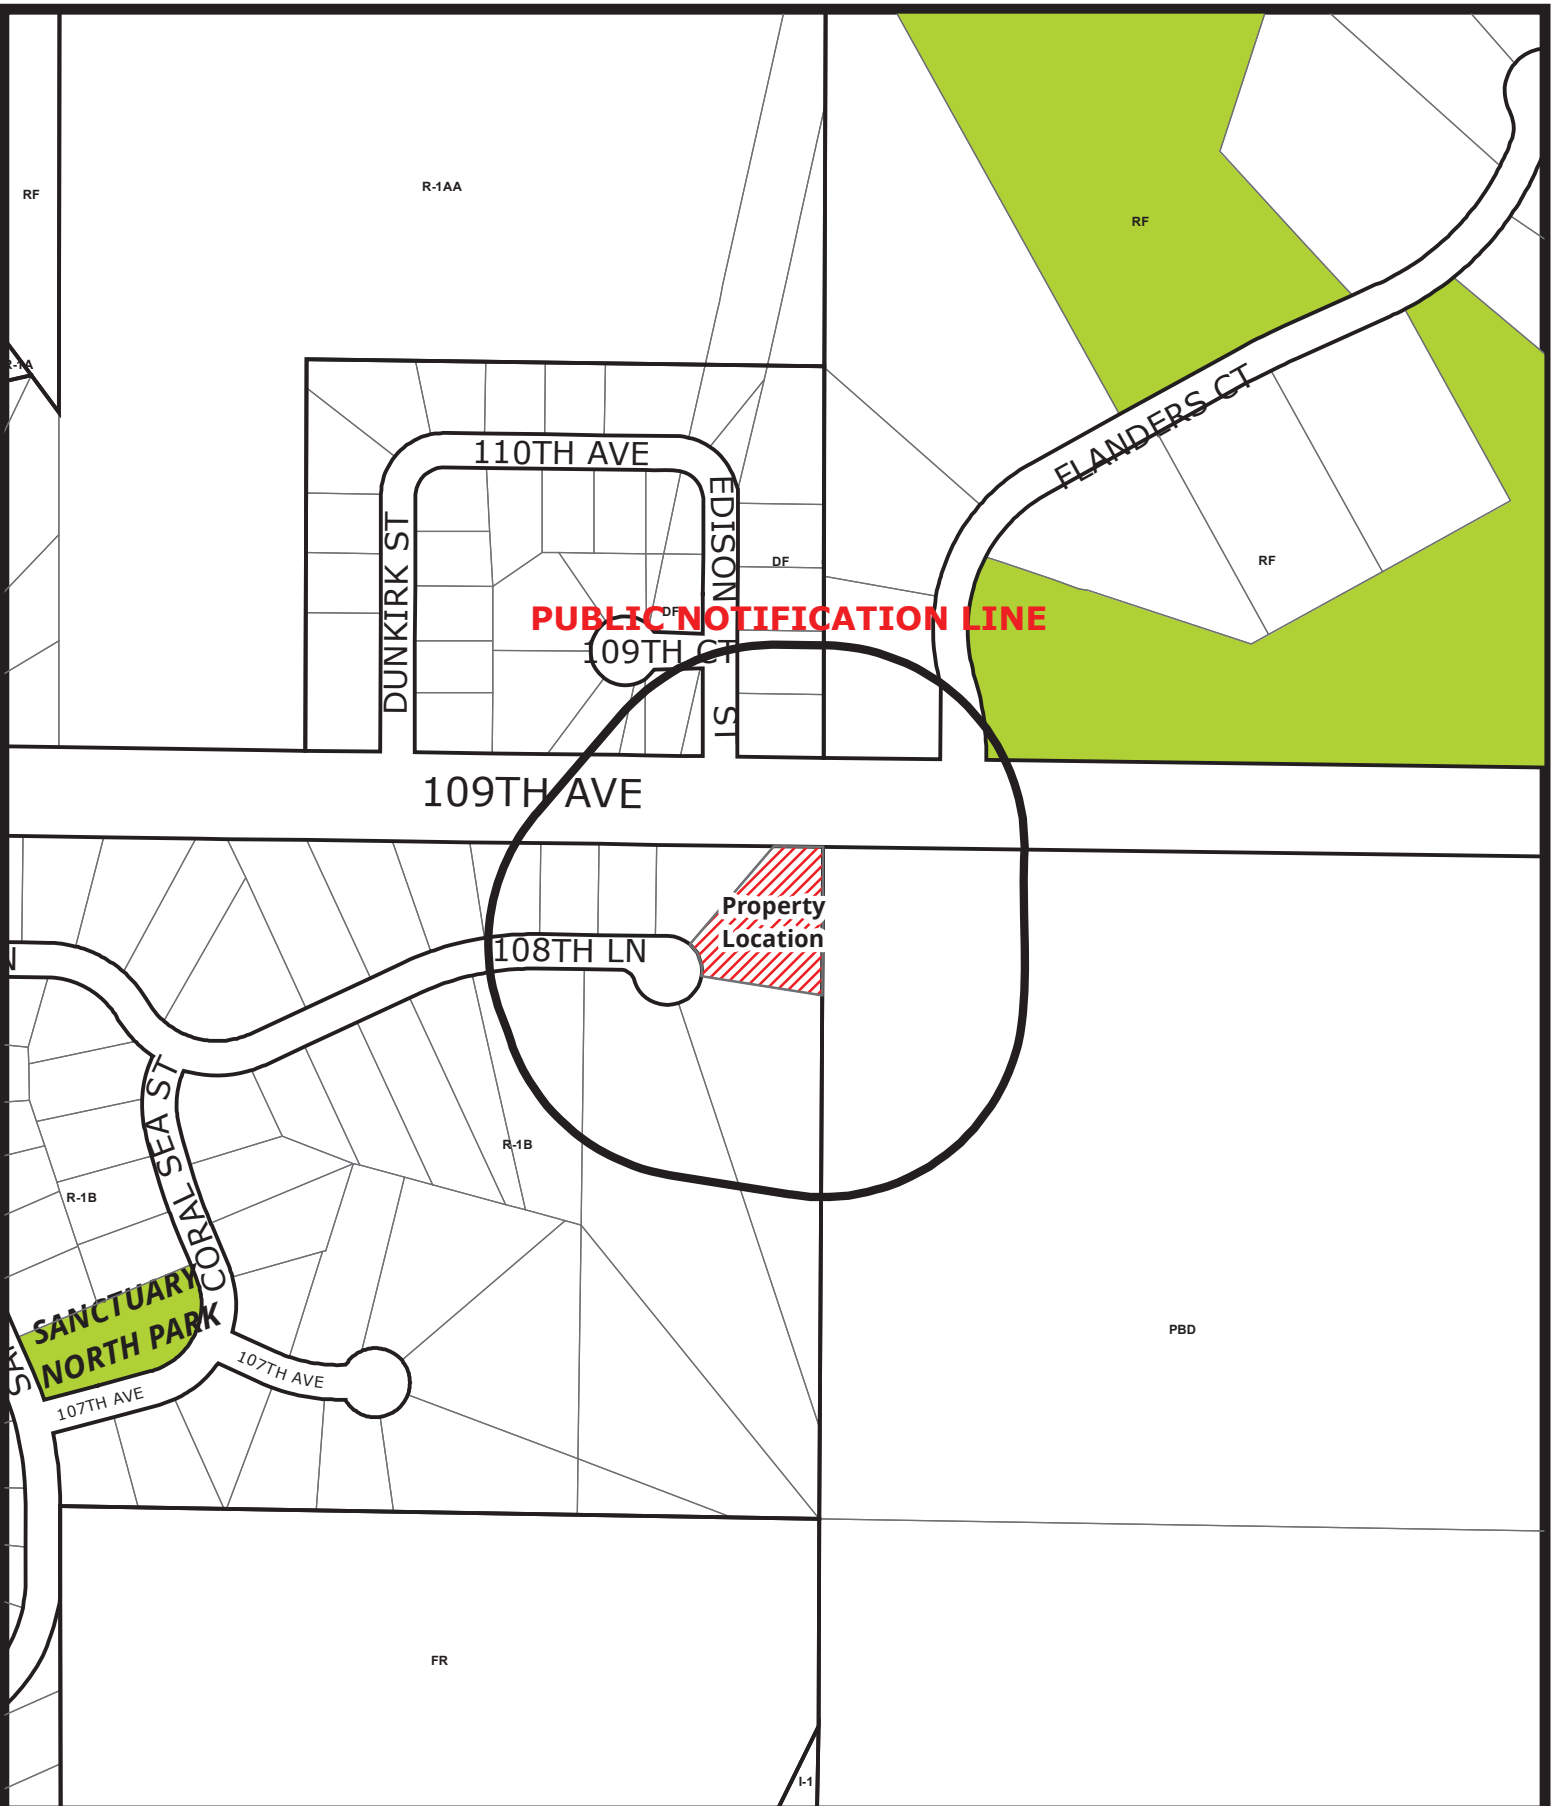 RF
R-1AA
RF
R-1A
FLANDERS CT
110TH AVE
EDISON ST
DUNKIRK ST
DF
RF
DF
PUBLIC NOTIFICATION LINE
109TH CT
109TH AVE
Property
Location
108TH LN
N
CORAL SEA ST
R-1B
R-1B
SANCTUARY
NORTH PARK
PBD
107TH AVE
107TH AVE
FR
I-1